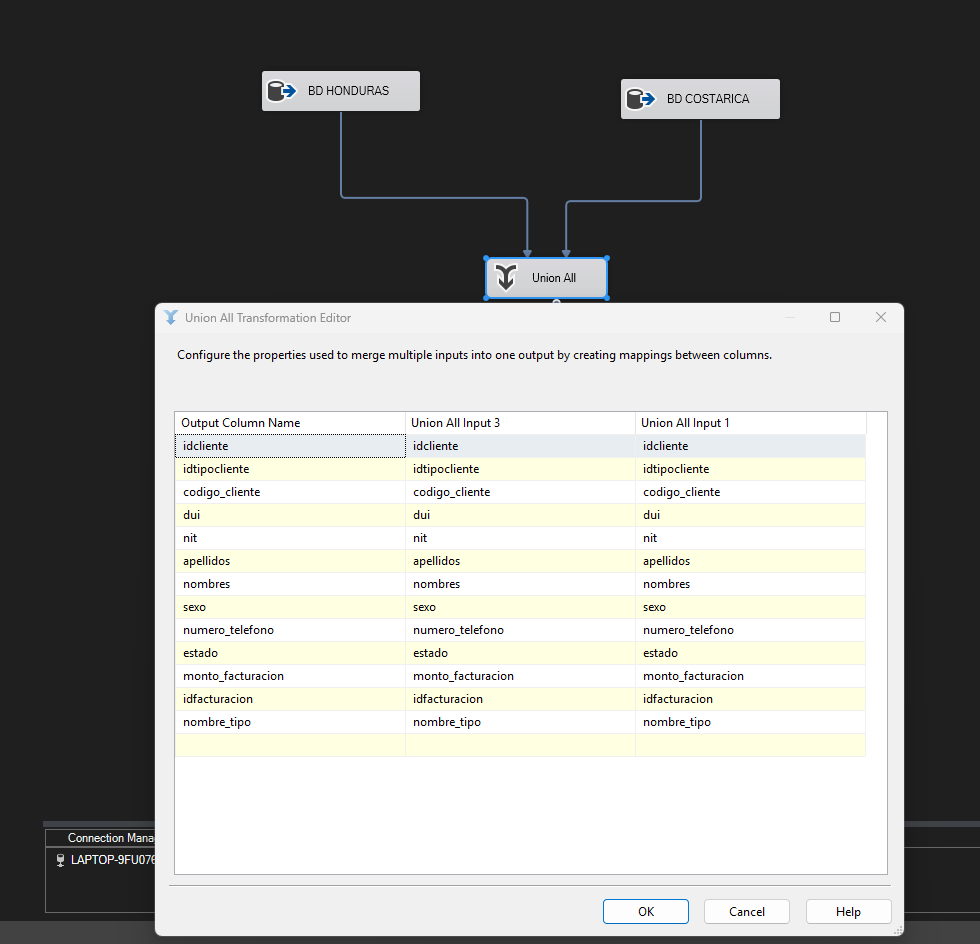 BD HONDURAS
BD COSTARICA
Union All
Union All Transformation Editor
Configure the properties used to merge multiple inputs into one output by creating mappings between columns.
Output Column Name Union All Input 3 Union All Input 1
idcliente idcliente idcliente
idtipocliente idtipocliente idtipocliente
codigo_cliente codigo_cliente codigo_cliente
dui dui dui
nit nit nit
apellidos apellidos apellidos
nombres nombres nombres
sexo sexo sexo
numero_telefono numero_telefono numero_telefono
estado estado estado
monto_facturacion monto_facturacion monto_facturacion
idfacturacion idfacturacion idfacturacion
nombre_tipo nombre_tipo nombre_tipo
Connection Mana
LAPTOP-9FU076
OK Cancel Help